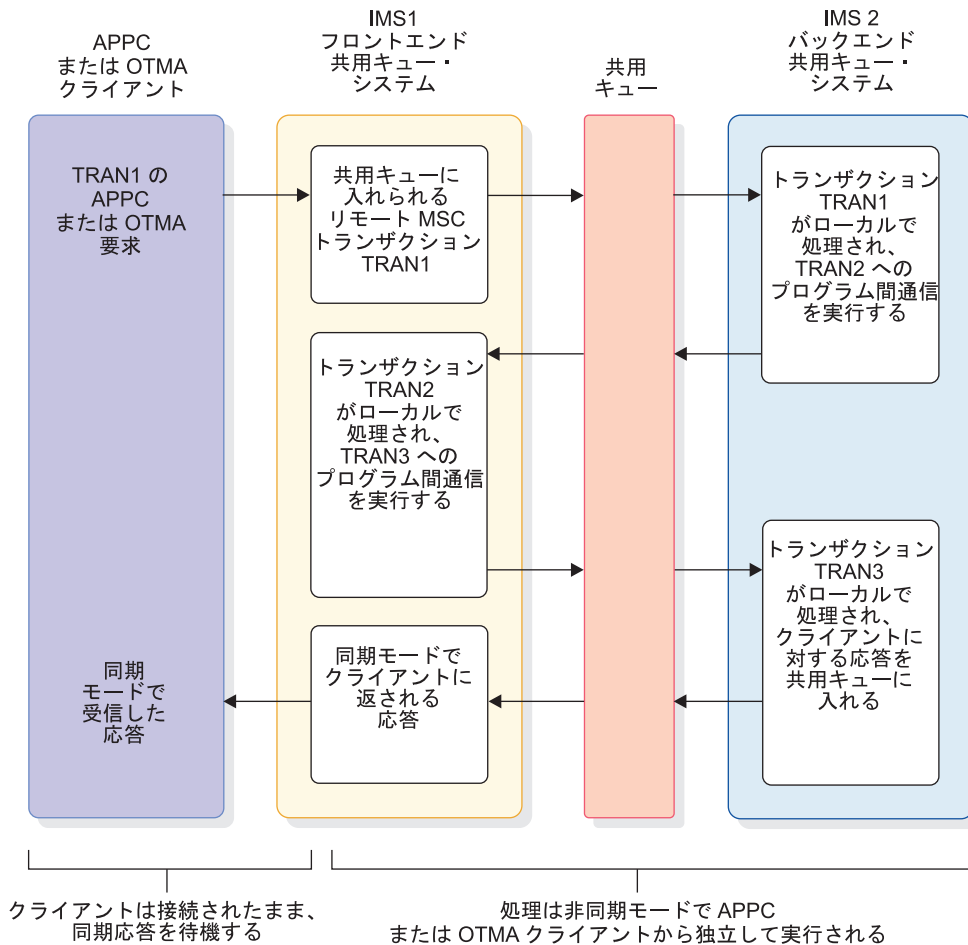 APPC
または OTMA
クライアント
IMS1
フロントエンド
共用キュー・
システム
共用
キュー
IMS 2
バックエンド
共用キュー・
システム
TRAN1 の
APPC
または OTMA
要求
共用キューに
入れられる
リモート MSC
トランザクション
TRAN1
トランザクション
TRAN1
がローカルで
処理され、
TRAN2 への
プログラム間通信
を実行する
トランザクション
TRAN2
がローカルで
処理され、
TRAN3 への
プログラム間通信
を実行する
トランザクション
TRAN3
がローカルで
処理され、
クライアントに
対する応答を
共用キューに
入れる
同期モードで
クライアントに
返される
応答
同期
モードで
受信した
応答
クライアントは接続されたまま、
同期応答を待機する
処理は非同期モードで APPC
または OTMA クライアントから独立して実行される